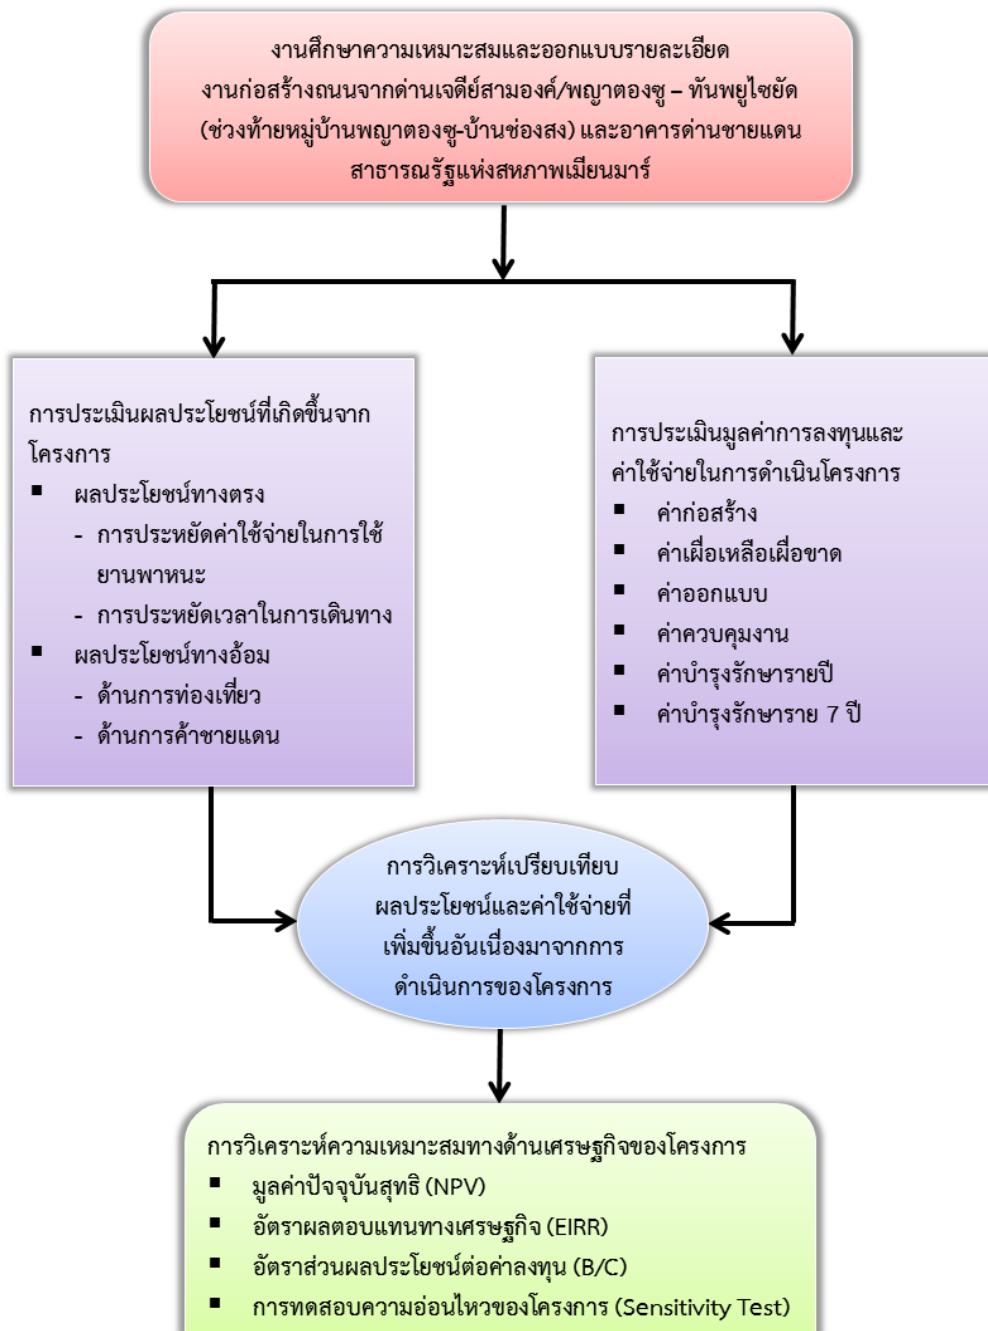 งานศึกษาความเหมาะสมและออกแบบรายละเอียด
งานก่อสร้างถนนจากด่านเจดีย์สามองค์/พญาตองซู – ทันพยูไซยัด
(ช่วงท้ายหมู่บ้านพญาตองซู-บ้านช่องสง) และอาคารด่านชายแดน
สาธารณรัฐแห่งสหภาพเมียนมาร์
การประเมินผลประโยชน์ที่เกิดขึ้นจาก
โครงการ
▪ ผลประโยชน์ทางตรง
- การประหยัดค่าใช้จ่ายในการใช้
ยานพาหนะ
- การประหยัดเวลาในการเดินทาง
▪ ผลประโยชน์ทางอ้อม
- ด้านการท่องเที่ยว
- ด้านการค้าชายแดน
การประเมินมูลค่าการลงทุนและ
ค่าใช้จ่ายในการดำเนินโครงการ
▪ ค่าก่อสร้าง
▪ ค่าเผื่อเหลือเผื่อขาด
▪ ค่าออกแบบ
▪ ค่าควบคุมงาน
▪ ค่าบำรุงรักษารายปี
▪ ค่าบำรุงรักษาราย 7 ปี
การวิเคราะห์เปรียบเทียบ
ผลประโยชน์และค่าใช้จ่ายที่
เพิ่มขึ้นอันเนื่องมาจากการ
ดำเนินการของโครงการ
การวิเคราะห์ความเหมาะสมทางด้านเศรษฐกิจของโครงการ
▪ มูลค่าปัจจุบันสุทธิ (NPV)
▪ อัตราผลตอบแทนทางเศรษฐกิจ (EIRR)
▪ อัตราส่วนผลประโยชน์ต่อค่าลงทุน (B/C)
▪ การทดสอบความอ่อนไหวของโครงการ (Sensitivity Test)